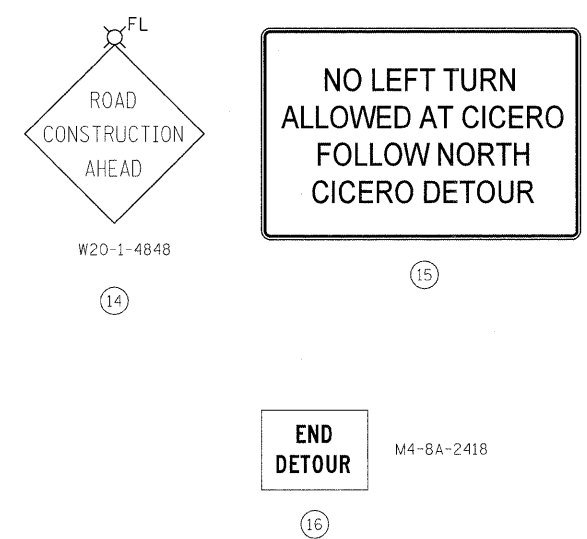 FL
ROAD
CONSTRUCTION
AHEAD
W20-1-4848
14
NO LEFT TURN
ALLOWED AT CICERO
FOLLOW NORTH
CICERO DETOUR
15
END
DETOUR
M4-8A-2418
16